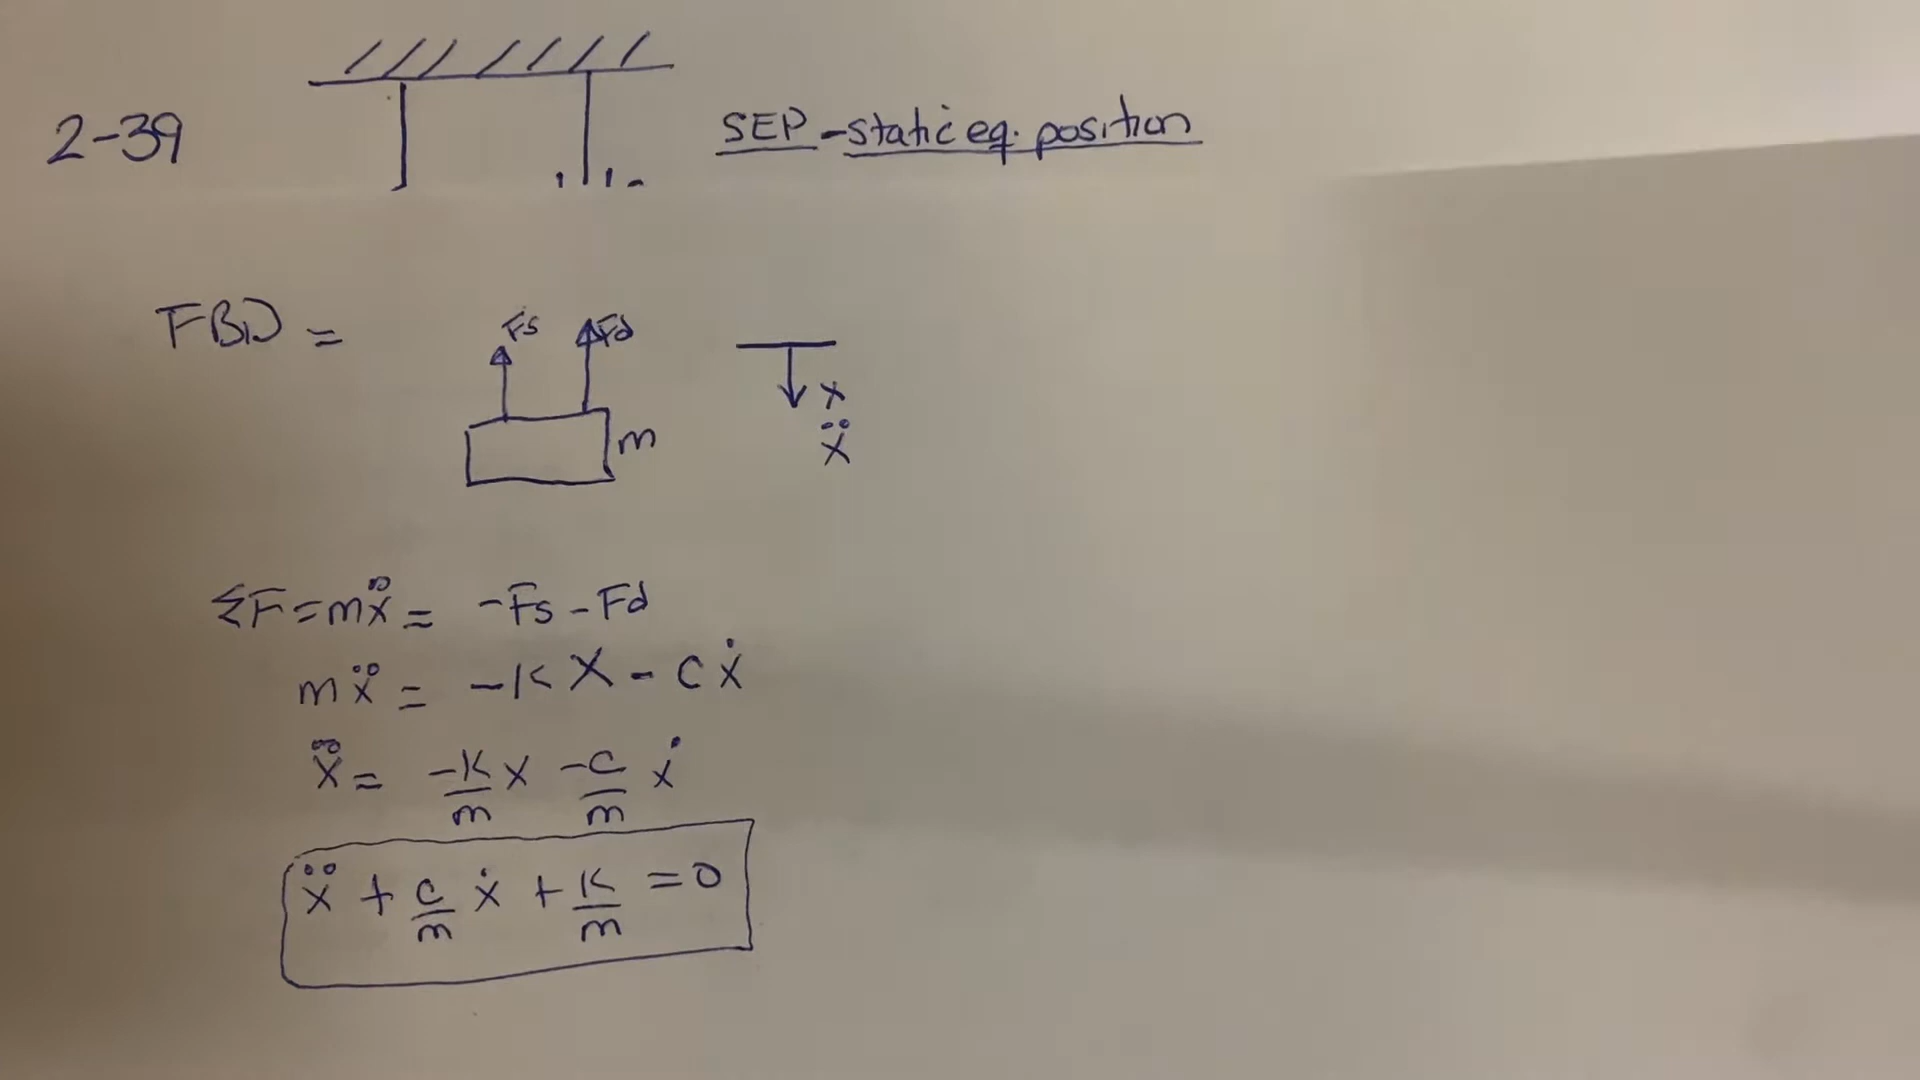 2-39
SEP - static eq. position
FBD =
Fs Fd
m
x
ẍ
ΣF = mẍ = -Fs - Fd
mẍ = -KX - Cẋ
ẍ = -K/m x -C/m ẋ
ẍ + C/m ẋ + K/m = 0